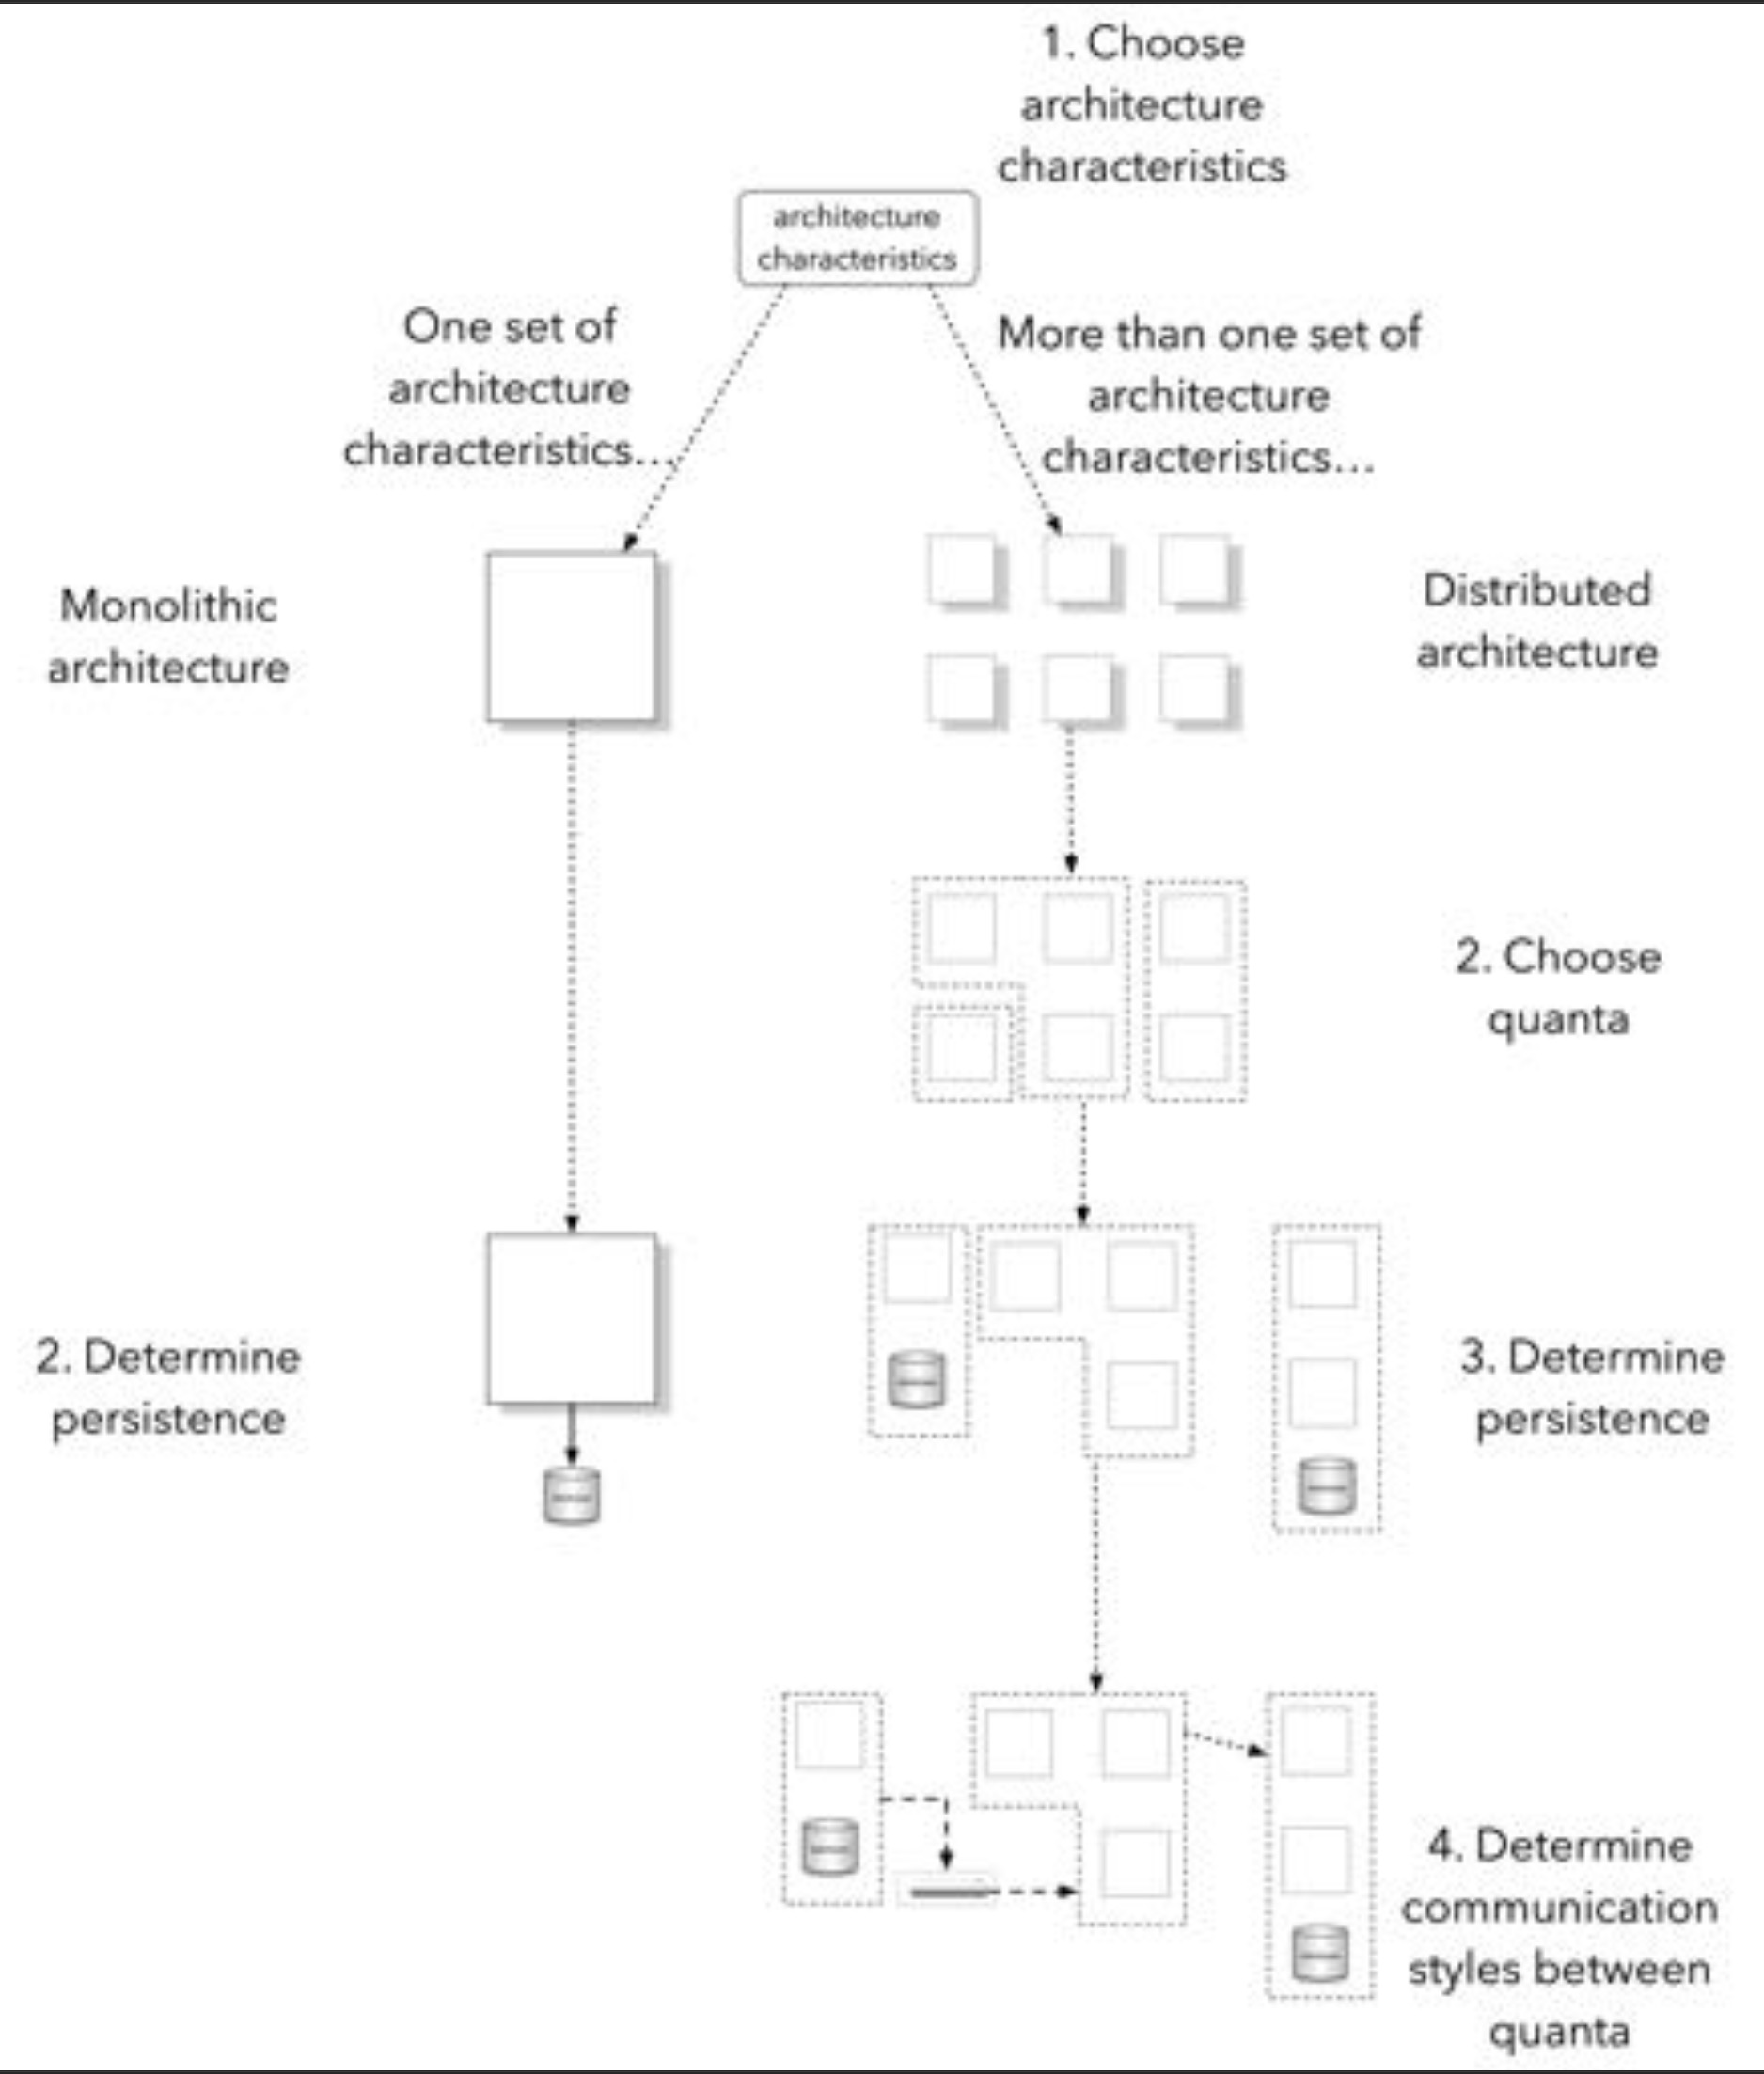 1. Choose
architecture
characteristics
architecture
characteristics
One set of
architecture
characteristics...
More than one set of
architecture
characteristics...
Monolithic
architecture
Distributed
architecture
2. Choose
quanta
2. Determine
persistence
3. Determine
persistence
4. Determine
communication
styles between
quanta